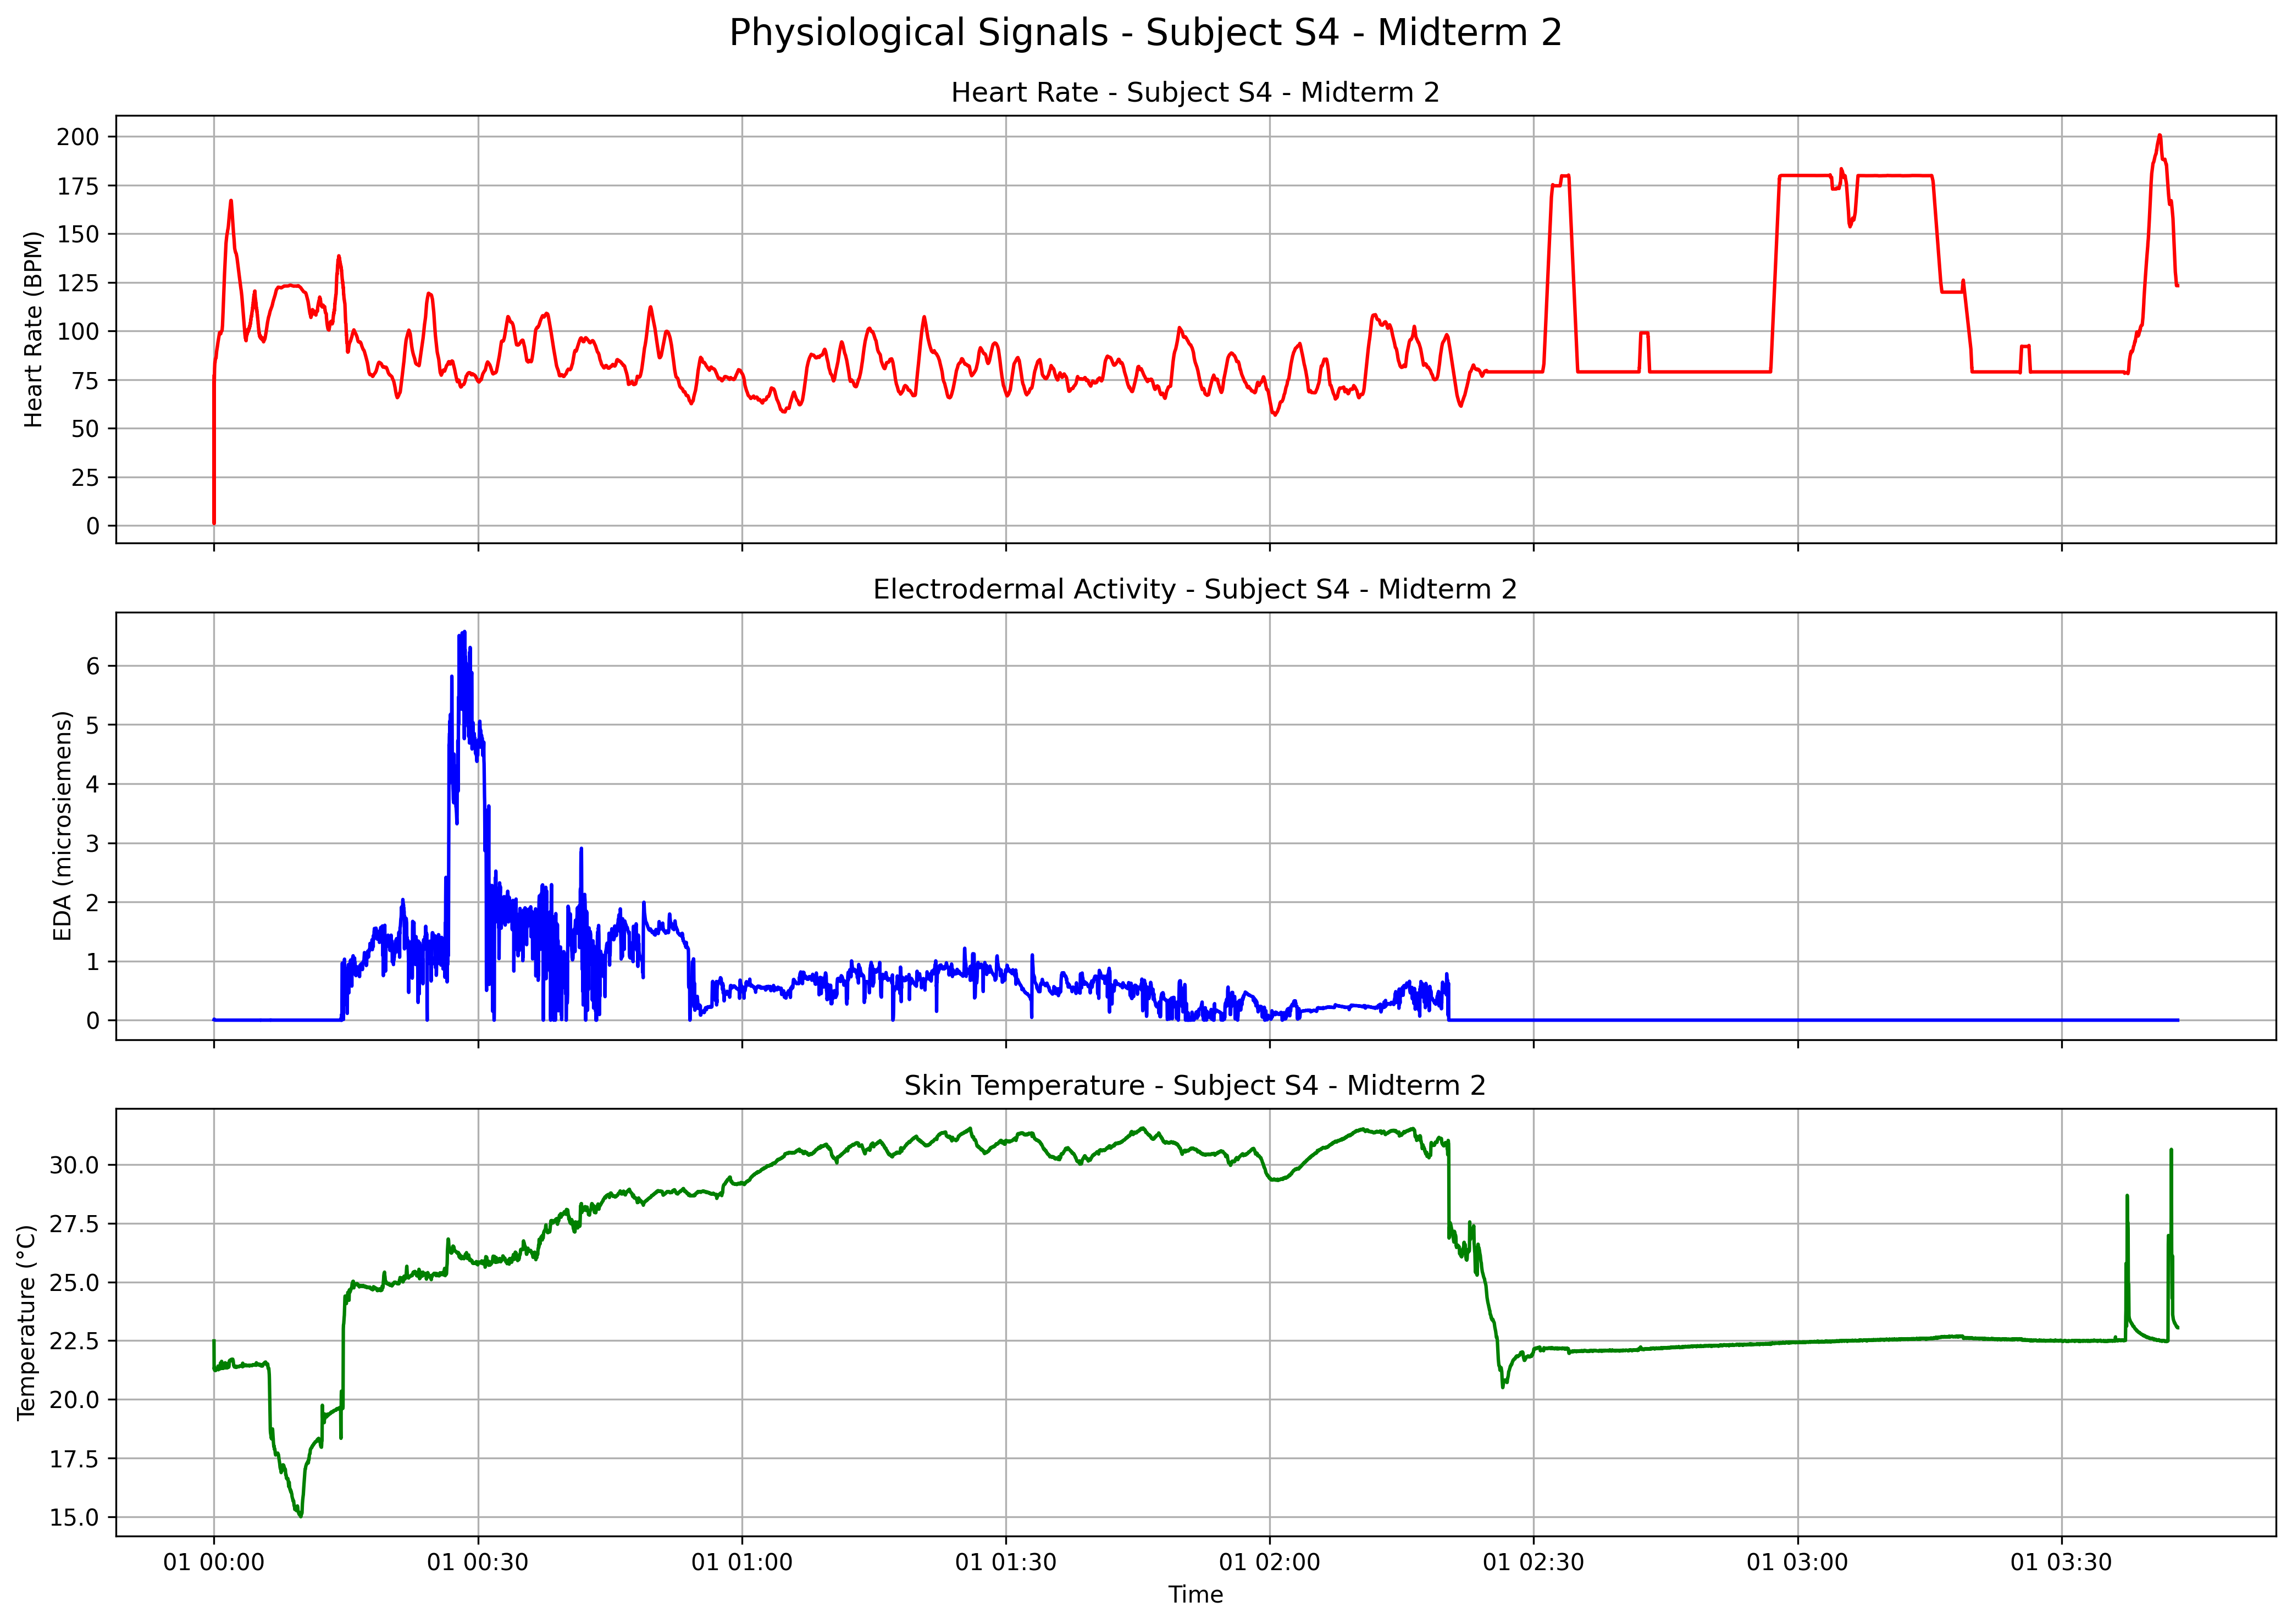 Physiological Signals - Subject S4 - Midterm 2
Heart Rate - Subject S4 - Midterm 2
Heart Rate (BPM)
200
175
150
125
100
75
50
25
0
Electrodermal Activity - Subject S4 - Midterm 2
EDA (microsiemens)
6
5
4
3
2
1
0
Skin Temperature - Subject S4 - Midterm 2
Temperature (°C)
30.0
27.5
25.0
22.5
20.0
17.5
15.0
01 00:00 01 00:30 01 01:00 01 01:30 01 02:00 01 02:30 01 03:00 01 03:30
Time